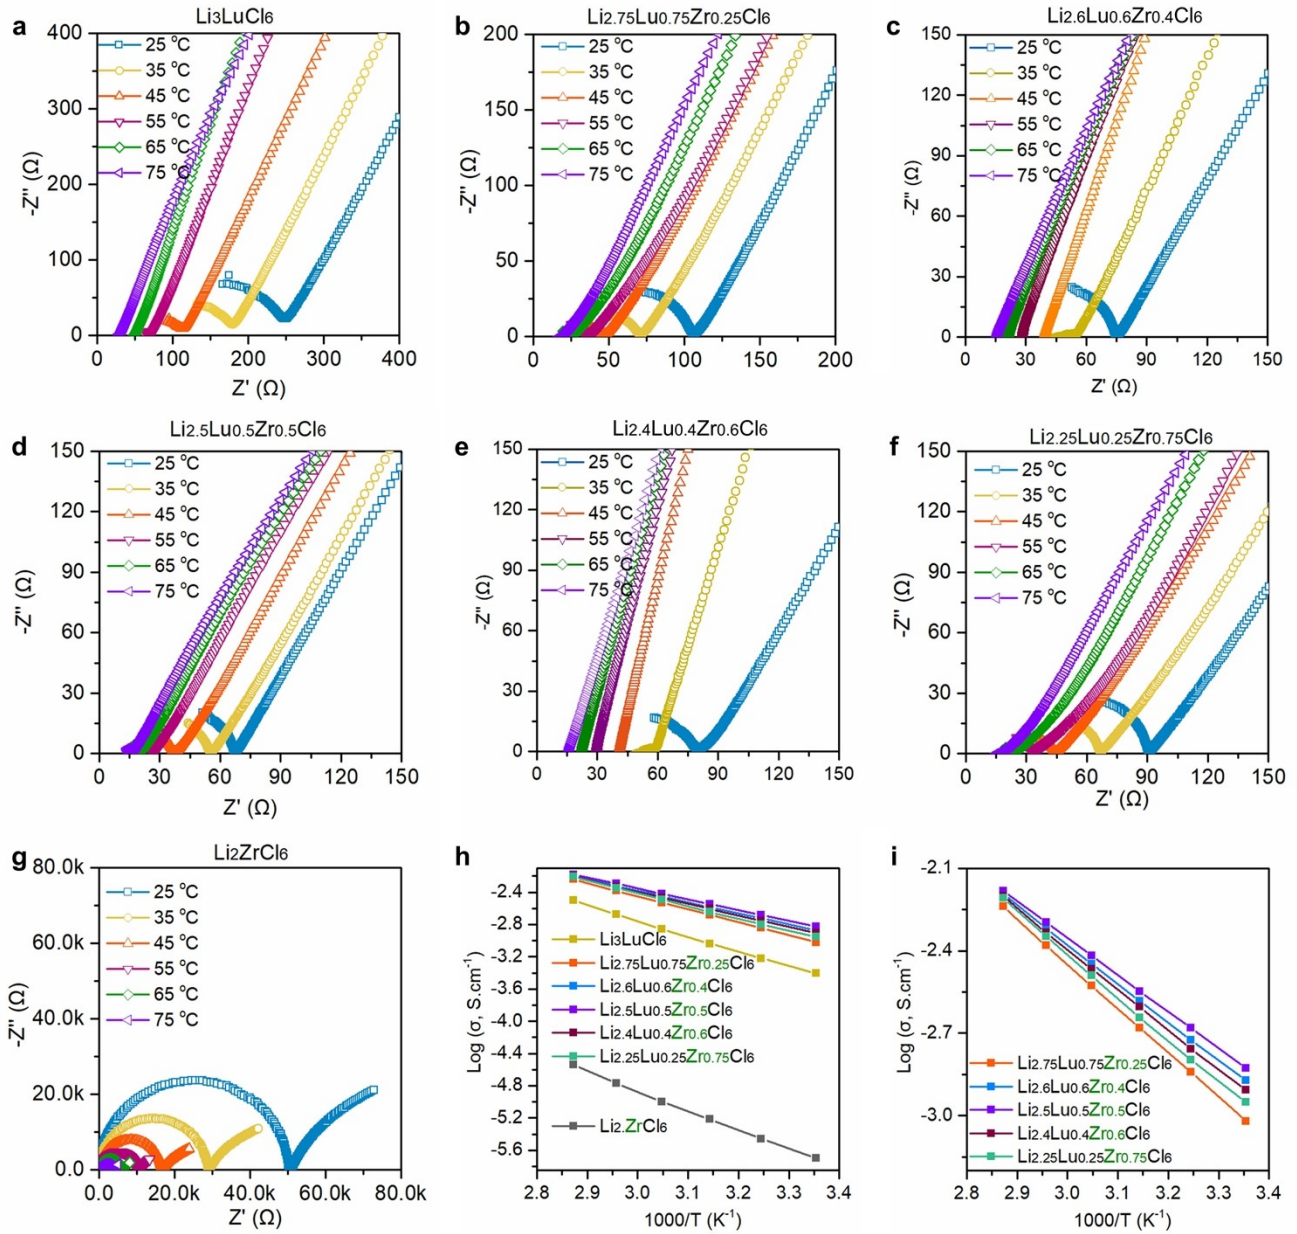 a
Li3LuCl6
400
300
200
100
0
0
100
200
300
400
-Z'' (Ω)
Z' (Ω)
25 °C
35 °C
45 °C
55 °C
65 °C
75 °C
b
Li2.75Lu0.75Zr0.25Cl6
200
150
100
50
0
0
50
100
150
200
-Z'' (Ω)
Z' (Ω)
25 °C
35 °C
45 °C
55 °C
65 °C
75 °C
c
Li2.6Lu0.6Zr0.4Cl6
150
120
90
60
30
0
0
30
60
90
120
150
-Z'' (Ω)
Z' (Ω)
25 °C
35 °C
45 °C
55 °C
65 °C
75 °C
d
Li2.5Lu0.5Zr0.5Cl6
150
120
90
60
30
0
0
30
60
90
120
150
-Z'' (Ω)
Z' (Ω)
25 °C
35 °C
45 °C
55 °C
65 °C
75 °C
e
Li2.4Lu0.4Zr0.6Cl6
150
120
90
60
30
0
0
30
60
90
120
150
-Z'' (Ω)
Z' (Ω)
25 °C
35 °C
45 °C
55 °C
65 °C
75 °C
f
Li2.25Lu0.25Zr0.75Cl6
150
120
90
60
30
0
0
30
60
90
120
150
-Z'' (Ω)
Z' (Ω)
25 °C
35 °C
45 °C
55 °C
65 °C
75 °C
g
Li2ZrCl6
80.0k
60.0k
40.0k
20.0k
0.0
0.0
20.0k
40.0k
60.0k
80.0k
-Z'' (Ω)
Z' (Ω)
25 °C
35 °C
45 °C
55 °C
65 °C
75 °C
h
-2.4
-2.8
-3.2
-3.6
-4.0
-4.4
-4.8
-5.2
-5.6
2.8
2.9
3.0
3.1
3.2
3.3
3.4
Log (σ, S.cm⁻¹)
1000/T (K⁻¹)
Li3LuCl6
Li2.75Lu0.75Zr0.25Cl6
Li2.6Lu0.6Zr0.4Cl6
Li2.5Lu0.5Zr0.5Cl6
Li2.4Lu0.4Zr0.6Cl6
Li2.25Lu0.25Zr0.75Cl6
Li2.ZrCl6
i
-2.1
-2.4
-2.7
-3.0
2.8
2.9
3.0
3.1
3.2
3.3
3.4
Log (σ, S.cm⁻¹)
1000/T (K⁻¹)
Li2.75Lu0.75Zr0.25Cl6
Li2.6Lu0.6Zr0.4Cl6
Li2.5Lu0.5Zr0.5Cl6
Li2.4Lu0.4Zr0.6Cl6
Li2.25Lu0.25Zr0.75Cl6